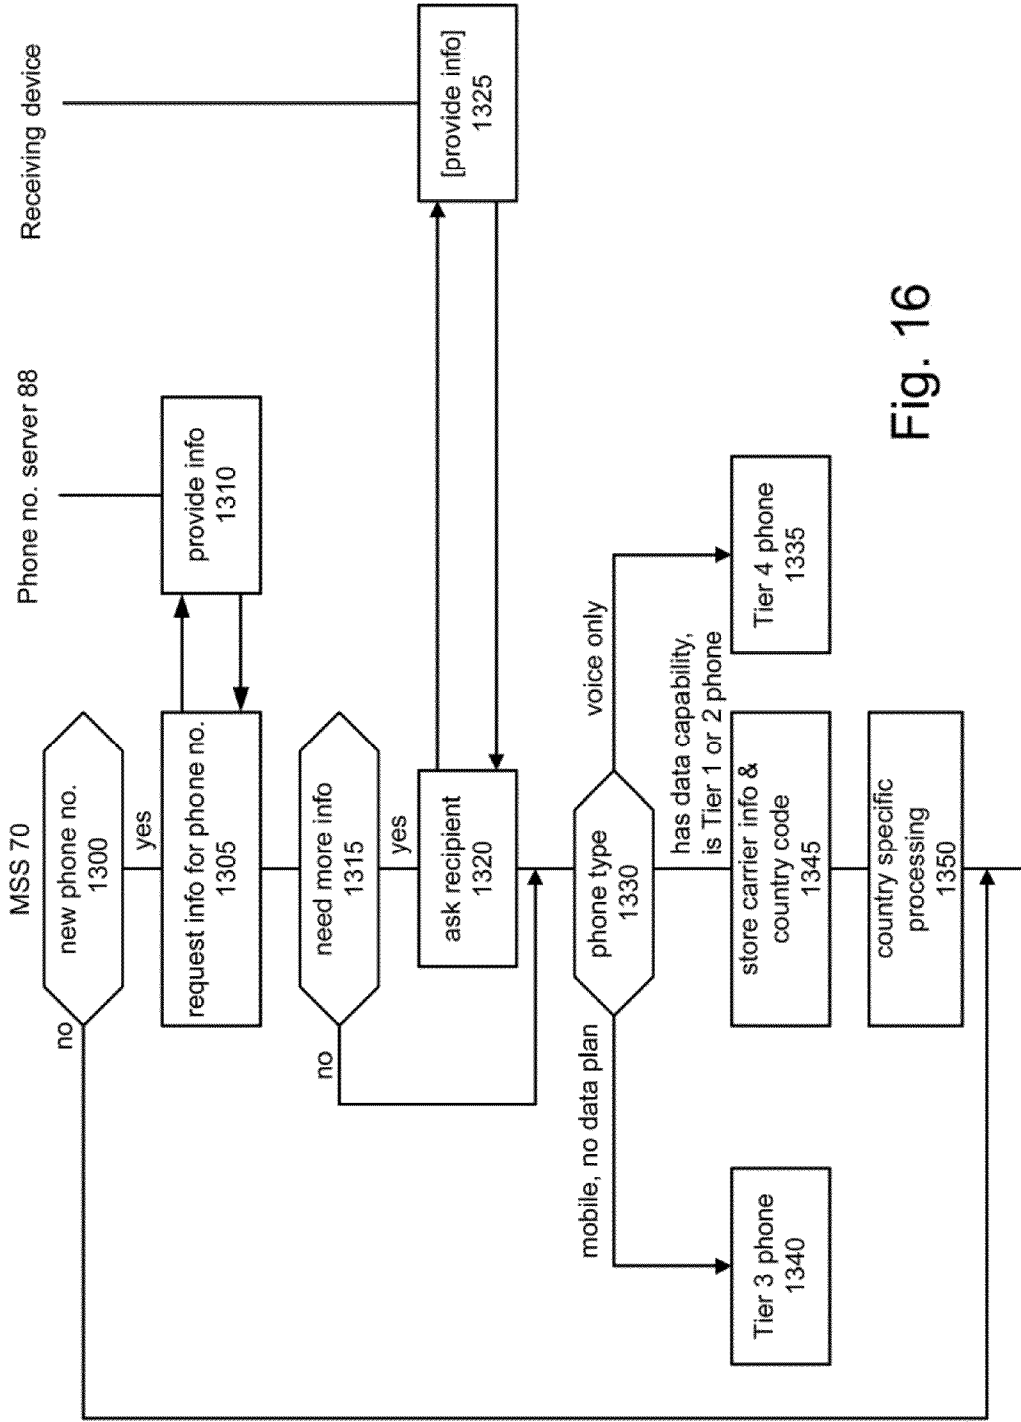 MSS 70
Phone no. server 88
Receiving device
new phone no.
1300
no
yes
request info for phone no.
1305
provide info
1310
need more info
1315
no
yes
ask recipient
1320
[provide info]
1325
phone type
1330
mobile, no data plan
voice only
has data capability,
is Tier 1 or 2 phone
Tier 3 phone
1340
store carrier info &
country code
1345
Tier 4 phone
1335
country specific
processing
1350
Fig. 16